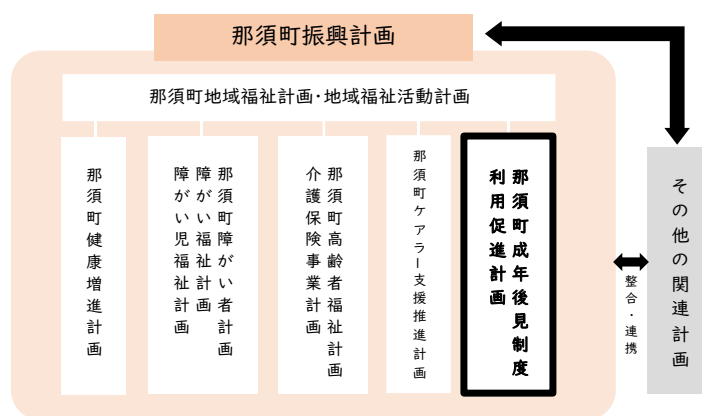 那須町振興計画
那須町地域福祉計画・地域福祉活動計画
那須町健康増進計画
那須町障がい者計画
障がい福祉計画
障がい児福祉計画
那須町高齢者福祉計画
介護保険事業計画
那須町ケアラー支援推進計画
那須町成年後見制度
利用促進計画
整合・連携
その他の関連計画